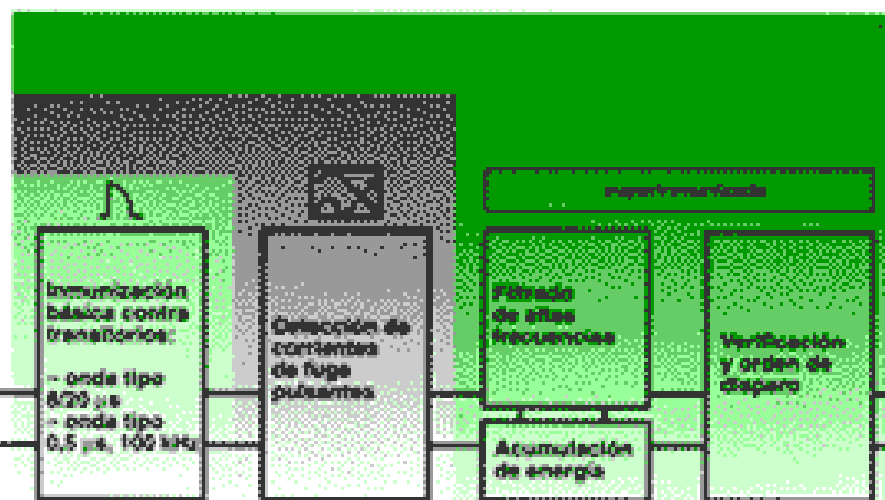 superinmunizado
Inmunización
básica contra
transitorios:
– onda tipo
8/20 µs
– onda tipo
0,5 µs, 100 kHz
Detección de
corrientes
de fuga
pulsantes
Filtrado
de altas
frecuencias
Acumulación
de energía
Verificación
y orden de
disparo